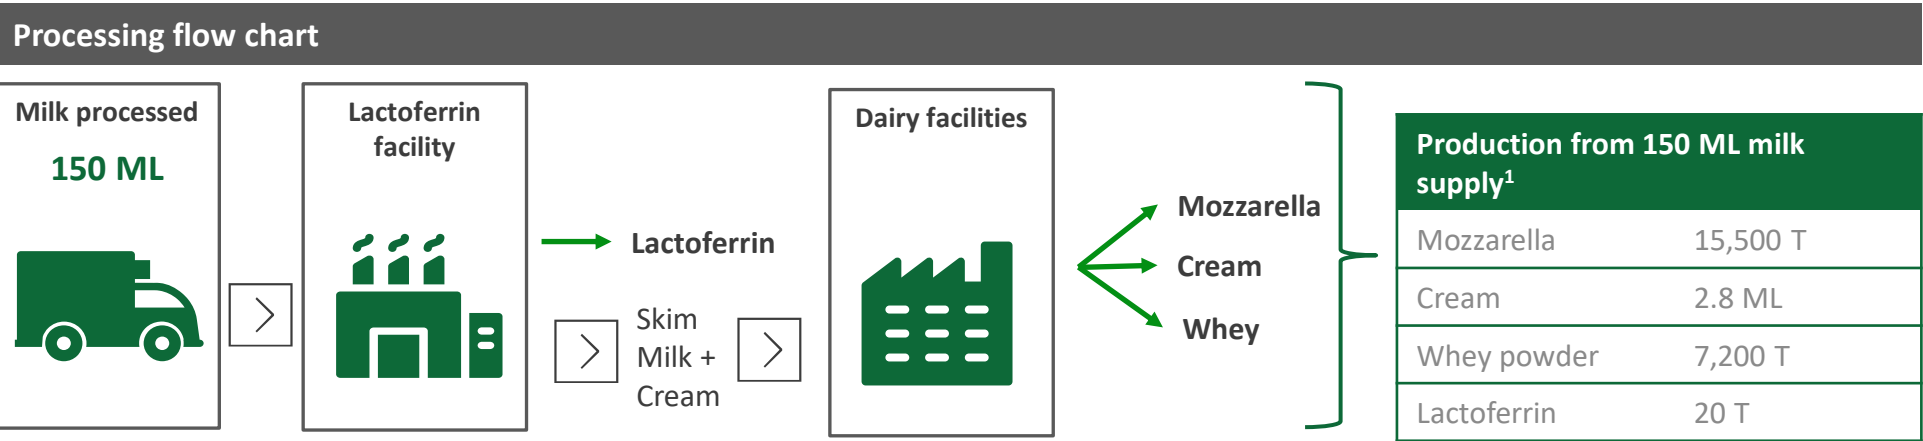 Processing flow chart
Milk processed
150 ML
Lactoferrin
facility
Lactoferrin
Skim
Milk +
Cream
Dairy facilities
Mozzarella
Cream
Whey
Production from 150 ML milk
supply¹
Mozzarella 15,500 T
Cream 2.8 ML
Whey powder 7,200 T
Lactoferrin 20 T